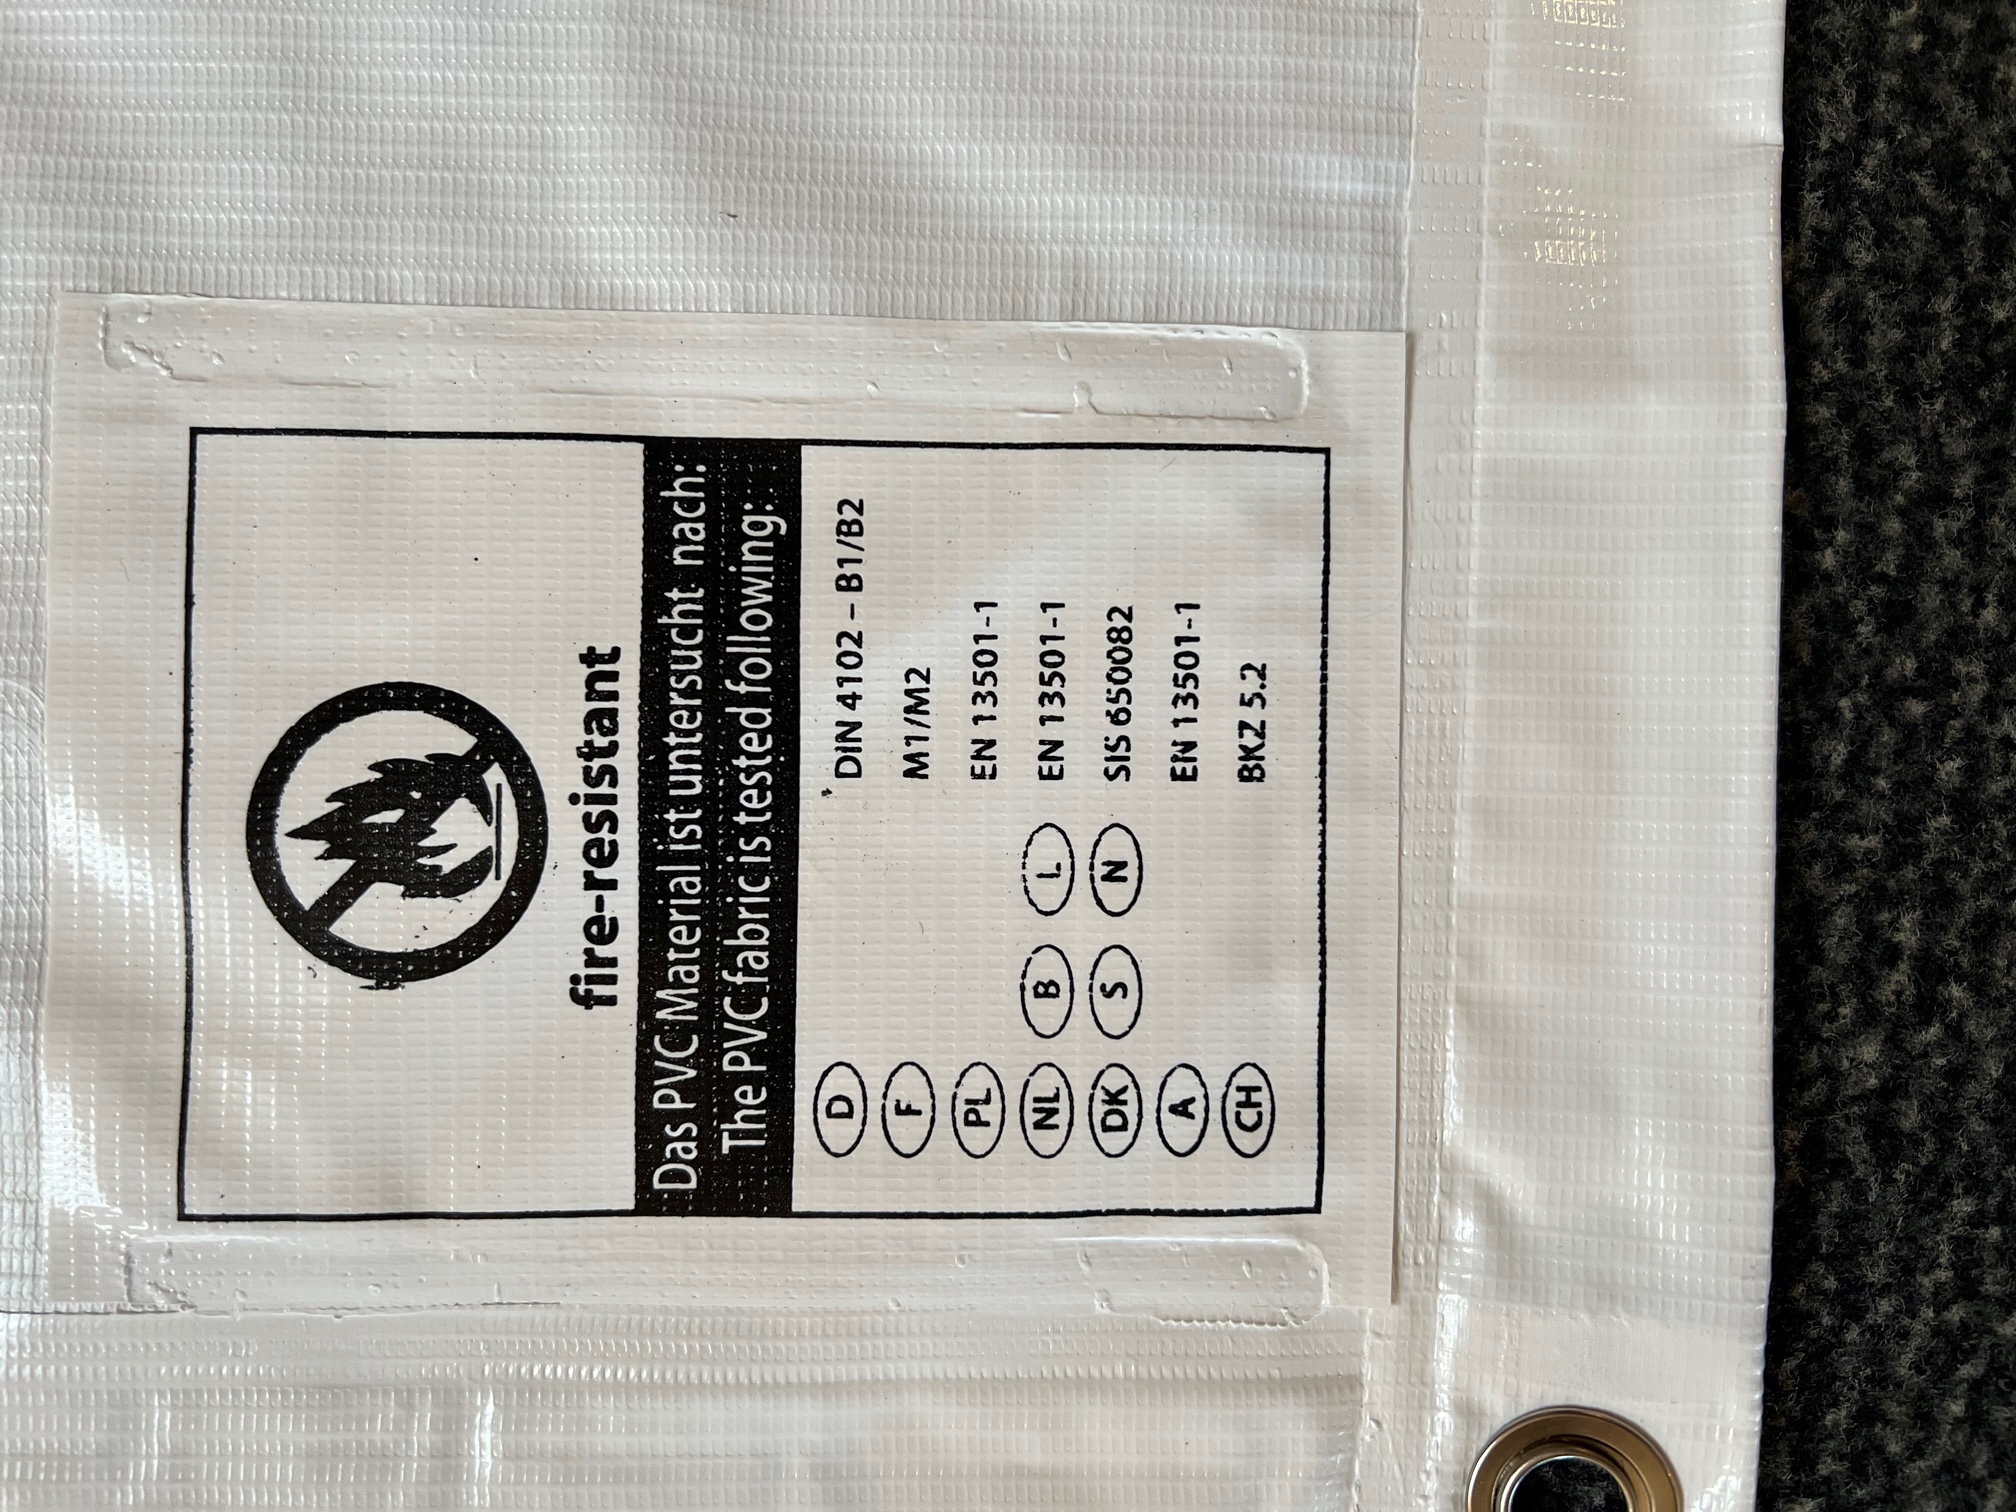 fire-resistant
Das PVC Material ist untersucht nach:
The PVC fabric is tested following:
D DIN 4102 – B1/B2
F M1/M2
PL EN 13501-1
NL B L EN 13501-1
DK S N SIS 650082
A EN 13501-1
CH BKZ 5.2